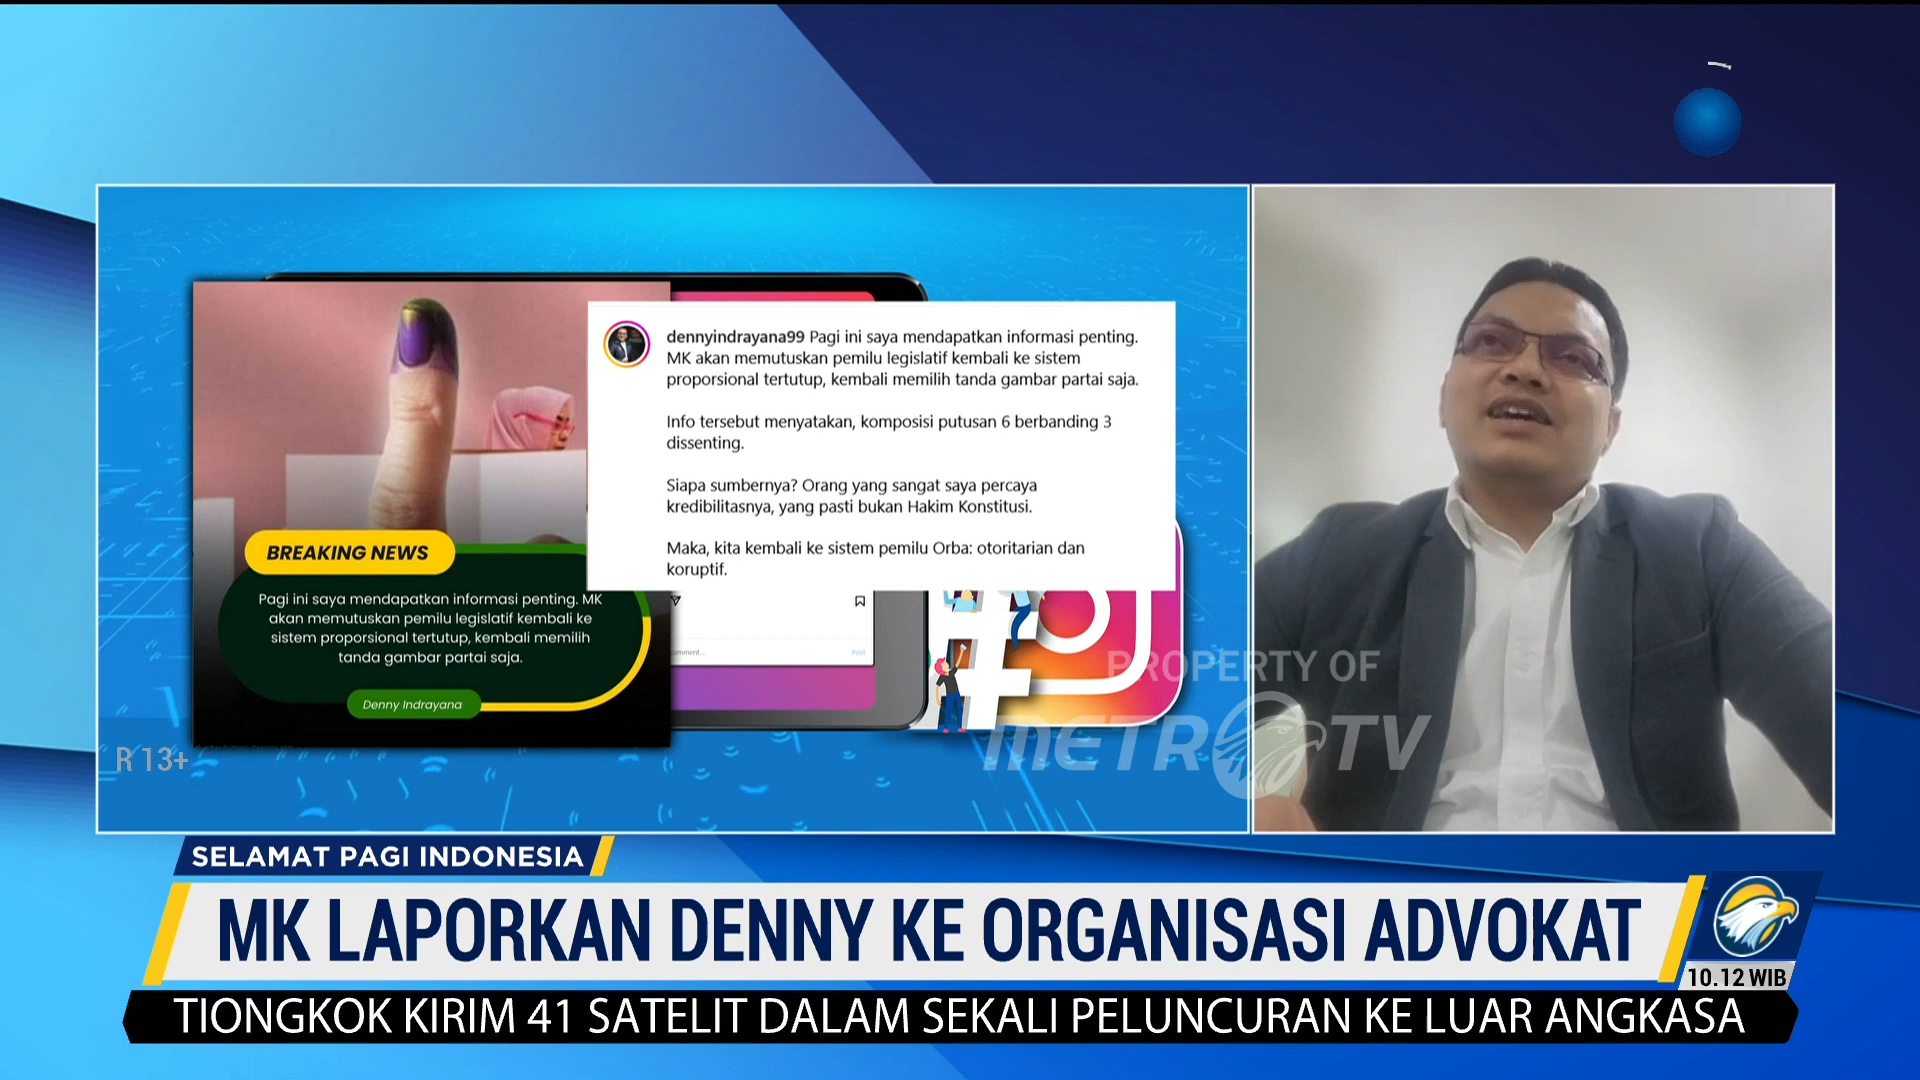 dennyindrayana99 Pagi ini saya mendapatkan informasi penting.
MK akan memutuskan pemilu legislatif kembali ke sistem
proporsional tertutup, kembali memilih tanda gambar partai saja.
Info tersebut menyatakan, komposisi putusan 6 berbanding 3
dissenting.
Siapa sumbernya? Orang yang sangat saya percaya
kredibilitasnya, yang pasti bukan Hakim Konstitusi.
Maka, kita kembali ke sistem pemilu Orba: otoritarian dan
koruptif.
BREAKING NEWS
Pagi ini saya mendapatkan informasi penting. MK
akan memutuskan pemilu legislatif kembali ke
sistem proporsional tertutup, kembali memilih
tanda gambar partai saja.
Denny Indrayana
Post
#
PROPERTY OF
METRO TV
R 13+
SELAMAT PAGI INDONESIA
MK LAPORKAN DENNY KE ORGANISASI ADVOKAT
10.12 WIB
TIONGKOK KIRIM 41 SATELIT DALAM SEKALI PELUNCURAN KE LUAR ANGKASA